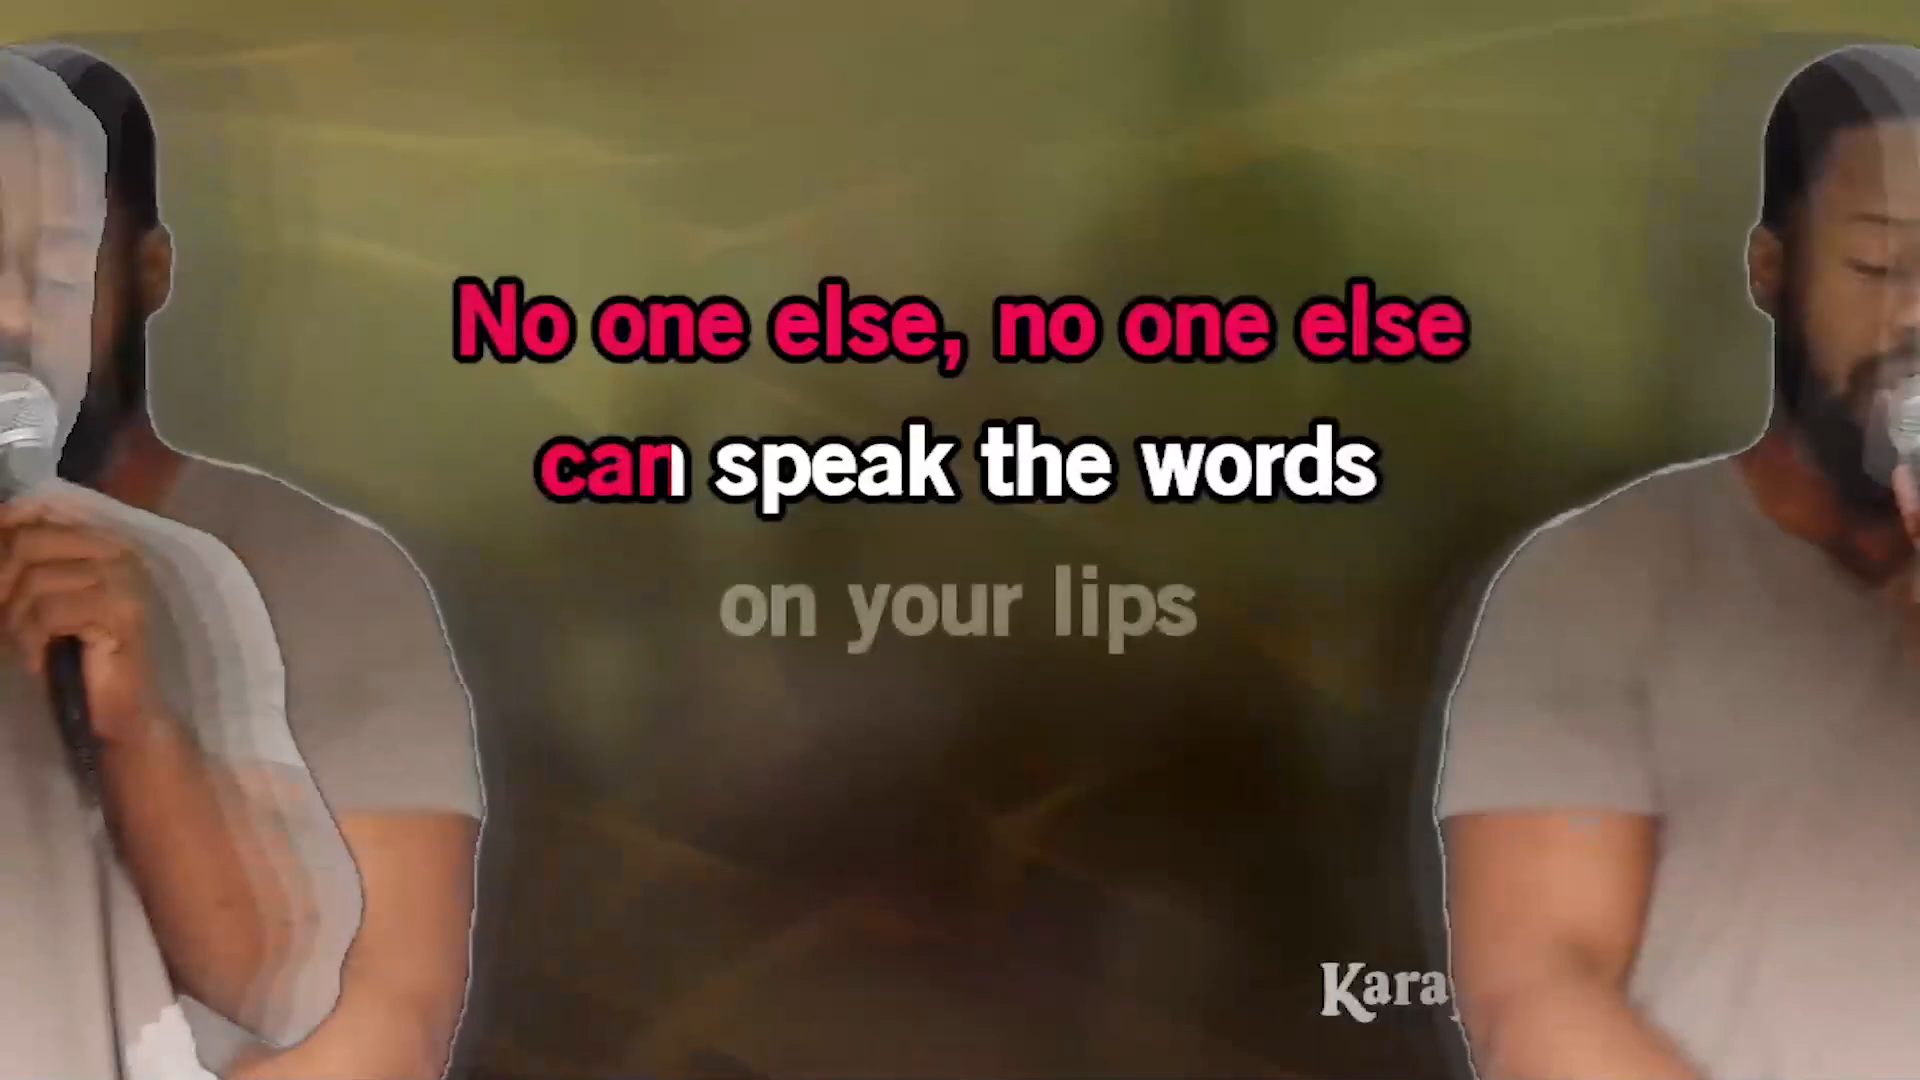 No one else, no one else
can speak the words
on your lips
Kara